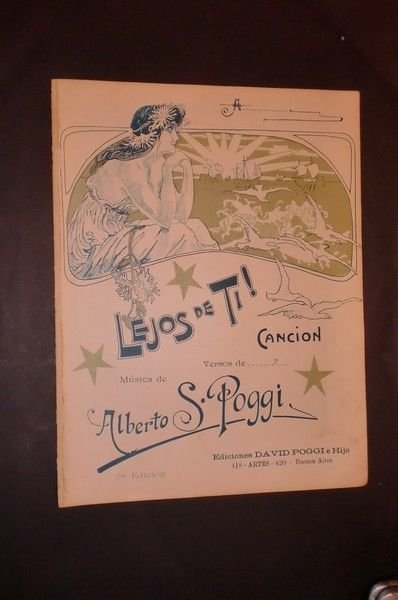 A..............
LEJOS DE TI!
CANCION
Versos de .......?....
Música de
Alberto S. Poggi
Ediciones DAVID POGGI è Hijo
418 - ARTES - 420 - Buenos Aires
Edición